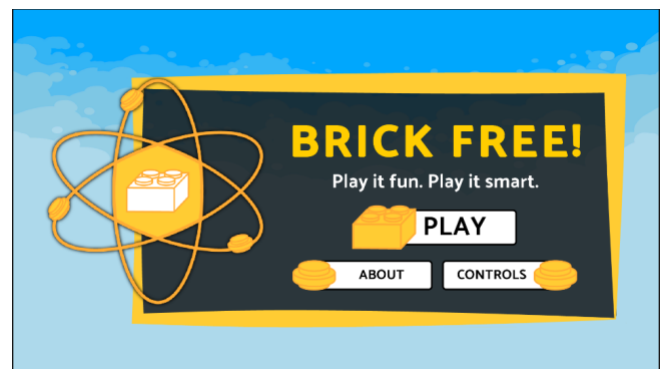 BRICK FREE!
Play it fun. Play it smart.
PLAY
ABOUT
CONTROLS